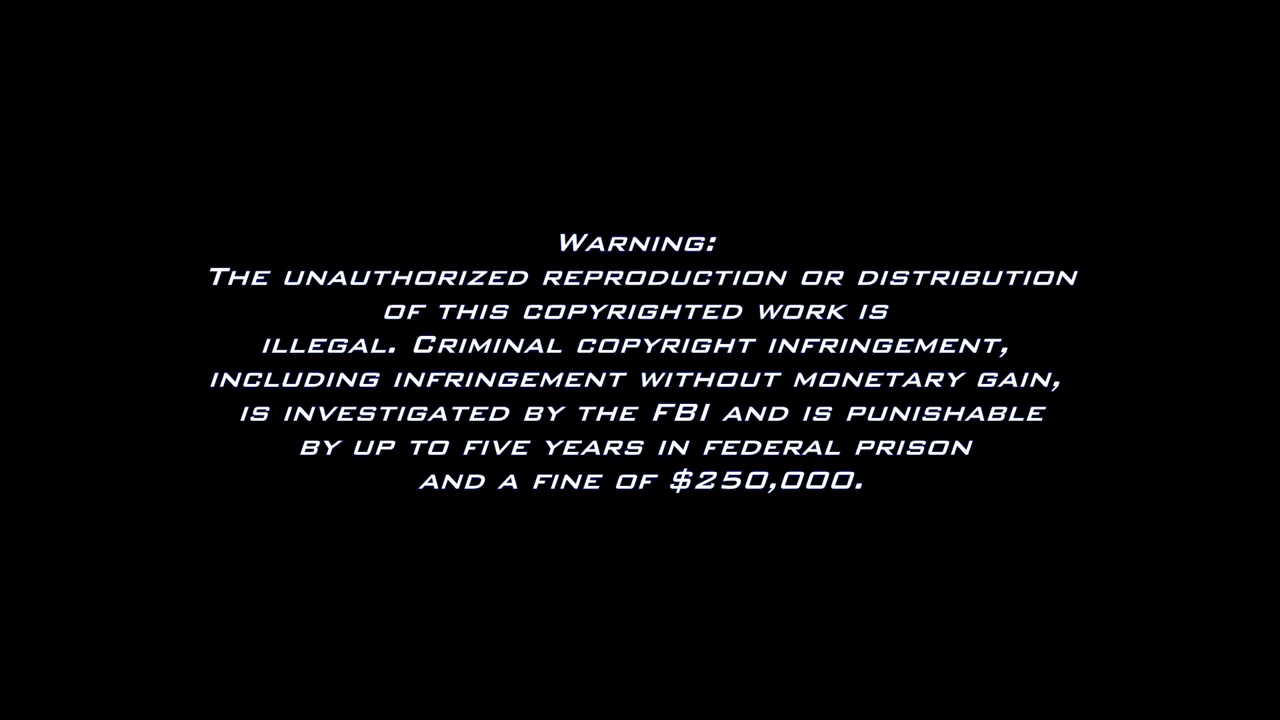 Warning:
The unauthorized reproduction or distribution
of this copyrighted work is
illegal. Criminal copyright infringement,
including infringement without monetary gain,
is investigated by the FBI and is punishable
by up to five years in federal prison
and a fine of $250,000.